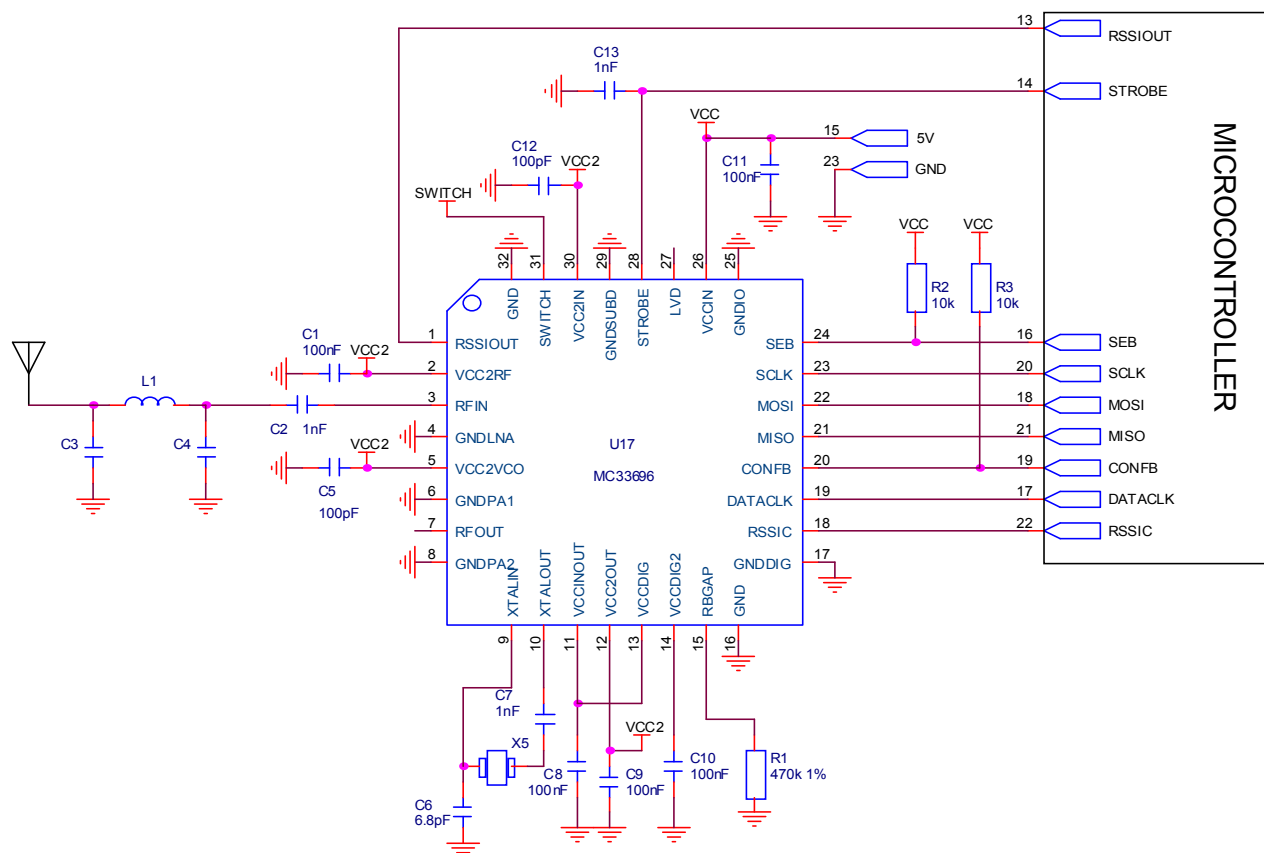 13
RSSIOUT
C13
1nF
14
STROBE
VCC
15
5V
C12
100pF
VCC2
C11
100nF
23
GND
SWITCH
VCC
VCC
MICROCONTROLLER
32
31
30
29
28
27
26
25
GND
SWITCH
VCC2IN
GNDSUBD
STROBE
LVD
VCCIN
GNDIO
R2
10k
R3
10k
C1
100nF
VCC2
1
RSSIOUT
SEB
24
16
SEB
2
VCC2RF
SCLK
23
20
SCLK
L1
3
RFIN
MOSI
22
18
MOSI
C2
1nF
C3
C4
VCC2
4
GNDLNA
U17
MISO
21
21
MISO
5
VCC2VCO
MC33696
CONFB
20
19
CONFB
C5
100pF
6
GNDPA1
DATACLK
19
17
DATACLK
7
RFOUT
RSSIC
18
22
RSSIC
8
GNDPA2
GNDDIG
17
XTALIN
XTALOUT
VCCINOUT
VCC2OUT
VCCDIG
VCCDIG2
RBGAP
GND
9
10
11
12
13
14
15
16
C7
1nF
VCC2
X5
C8
100nF
C9
100nF
C10
100nF
R1
470k 1%
C6
6.8pF